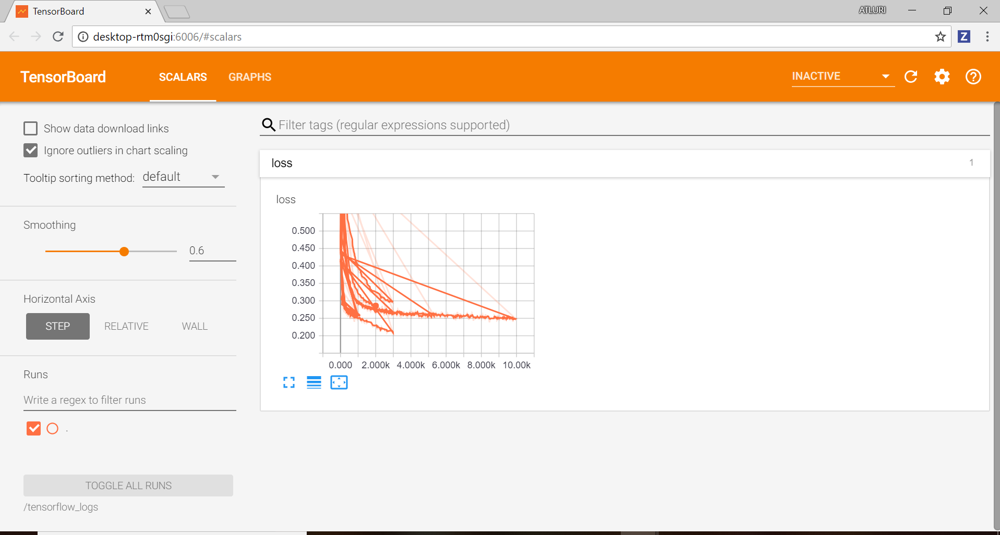 TensorBoard
ATLURI
desktop-rtm0sgi:6006/#scalars
Z
TensorBoard
SCALARS
GRAPHS
INACTIVE
Show data download links
Ignore outliers in chart scaling
Tooltip sorting method: default
Smoothing
0.6
Horizontal Axis
STEP
RELATIVE
WALL
Runs
Write a regex to filter runs
.
TOGGLE ALL RUNS
/tensorflow_logs
Filter tags (regular expressions supported)
loss
1
loss
0.500
0.450
0.400
0.350
0.300
0.250
0.200
0.000 2.000k 4.000k 6.000k 8.000k 10.00k